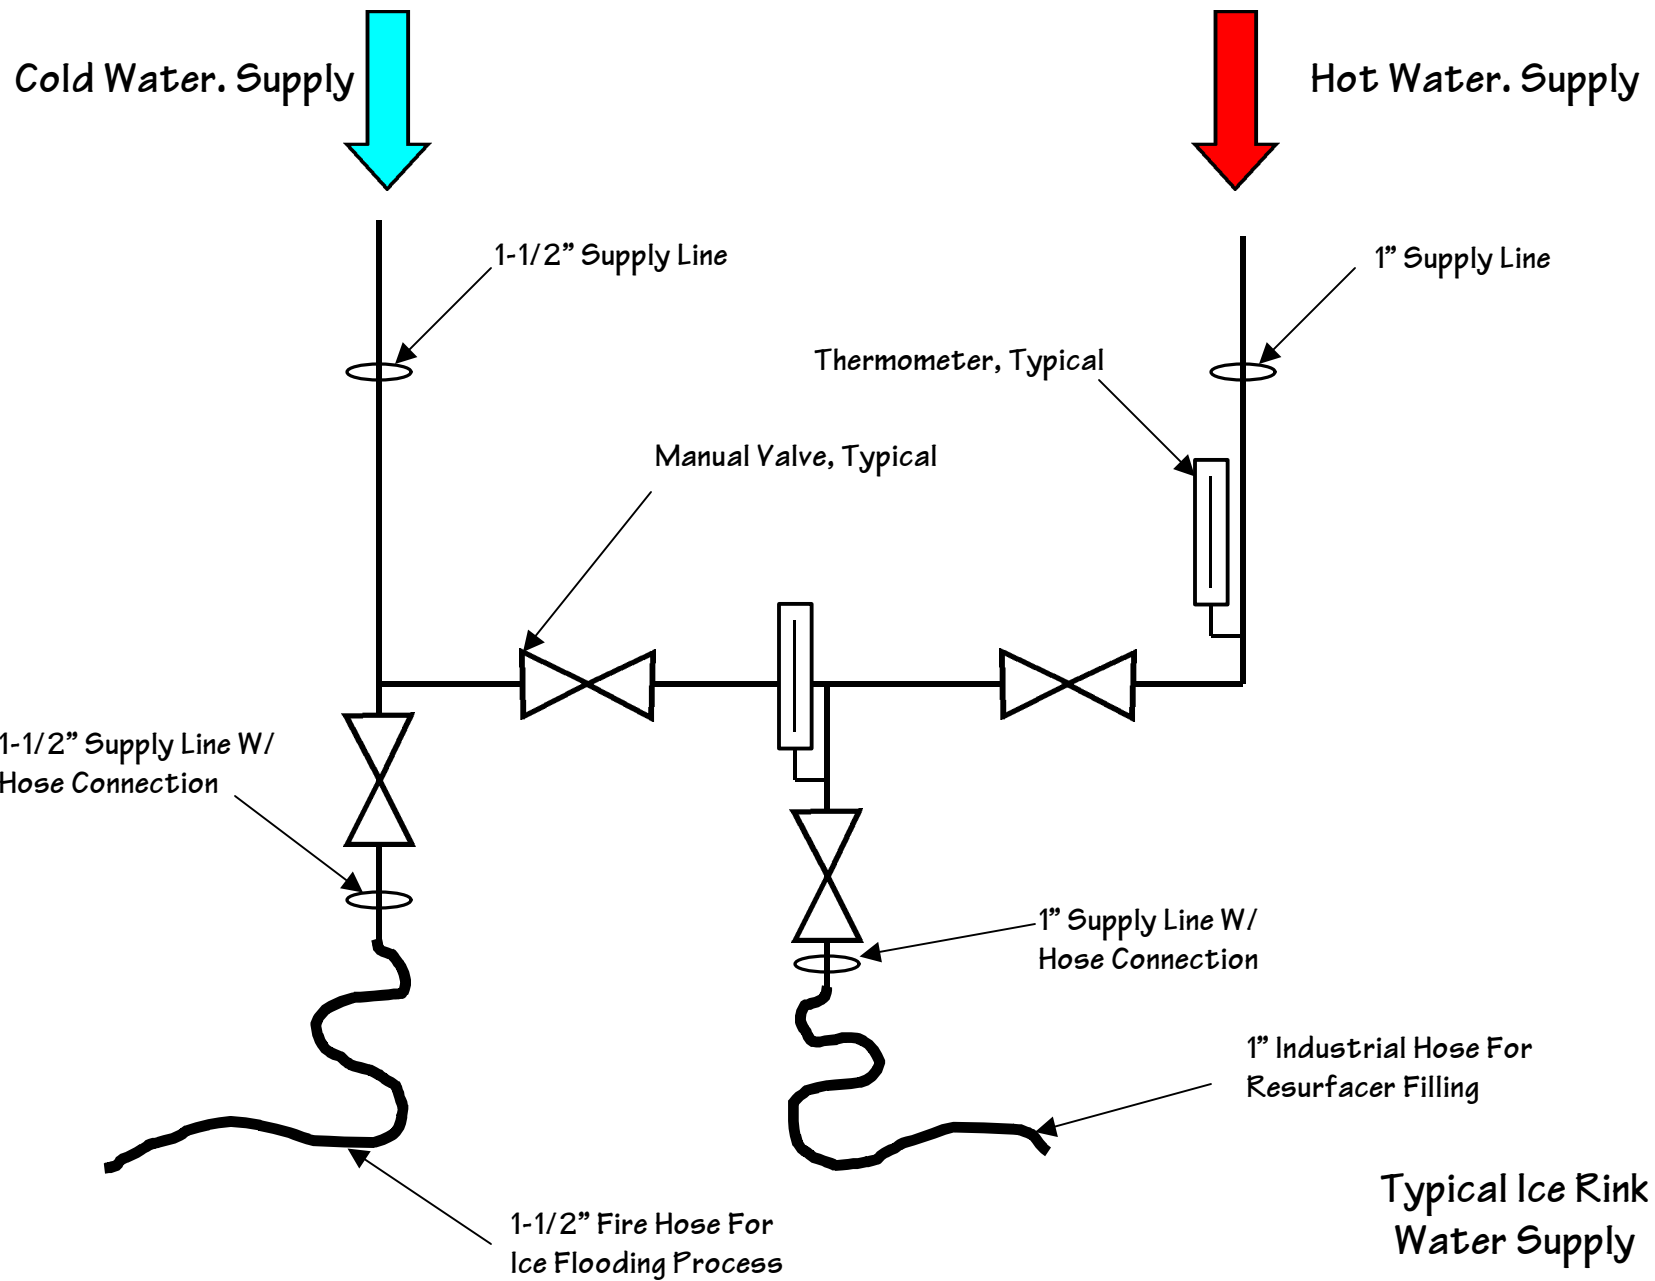 Cold Water. Supply
Hot Water. Supply
1-1/2” Supply Line
1” Supply Line
Thermometer, Typical
Manual Valve, Typical
1-1/2” Supply Line W/
Hose Connection
1” Supply Line W/
Hose Connection
1” Industrial Hose For
Resurfacer Filling
1-1/2” Fire Hose For
Ice Flooding Process
Typical Ice Rink
Water Supply